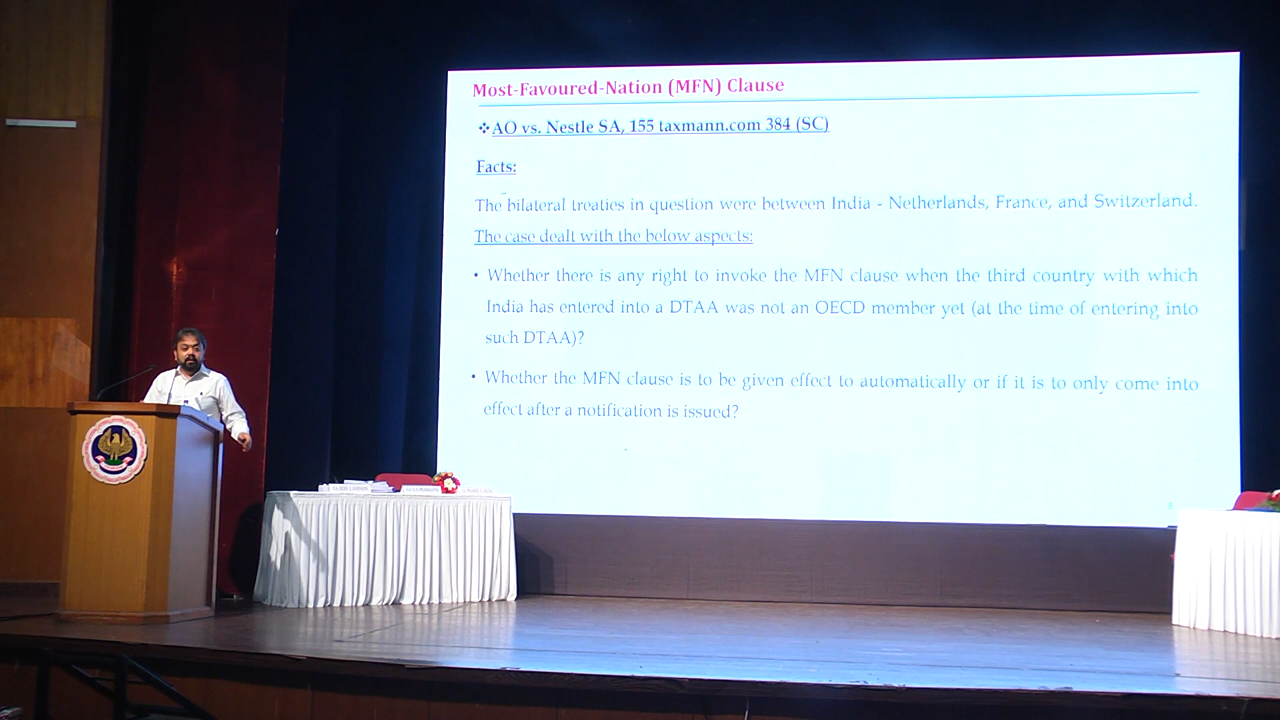 Most-Favoured-Nation (MFN) Clause
❖AO vs. Nestle SA, 155 taxmann.com 384 (SC)
Facts:
The bilateral treaties in question were between India - Netherlands, France, and Switzerland.
The case dealt with the below aspects:
• Whether there is any right to invoke the MFN clause when the third country with which
India has entered into a DTAA was not an OECD member yet (at the time of entering into
such DTAA)?
• Whether the MFN clause is to be given effect to automatically or if it is to only come into
effect after a notification is issued?